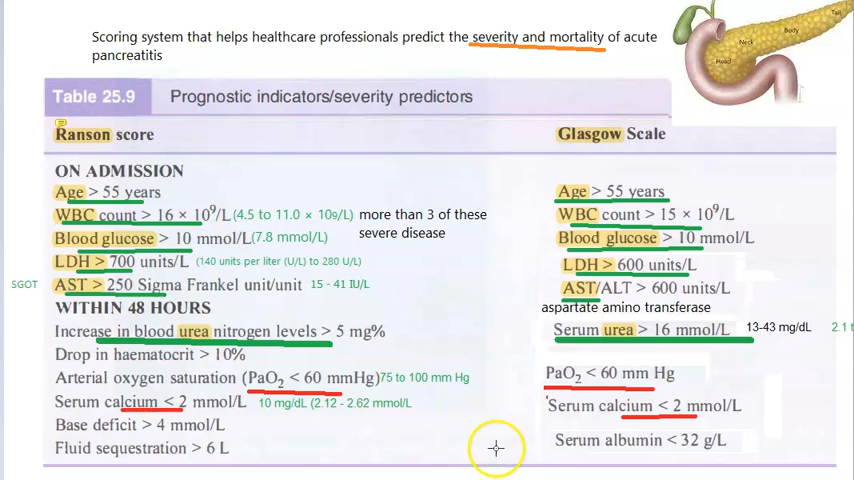 Scoring system that helps healthcare professionals predict the severity and mortality of acute
pancreatitis
Tail
Body
Neck
Head
Table 25.9 Prognostic indicators/severity predictors
Ranson score
ON ADMISSION
Age > 55 years
WBC count > 16 × 10⁹/L (4.5 to 11.0 × 109/L)
Blood glucose > 10 mmol/L (7.8 mmol/L)
more than 3 of these
severe disease
LDH > 700 units/L (140 units per liter (U/L) to 280 U/L)
SGOT AST > 250 Sigma Frankel unit/unit 15 - 41 IU/L
WITHIN 48 HOURS
Increase in blood urea nitrogen levels > 5 mg%
Drop in haematocrit > 10%
Arterial oxygen saturation (PaO₂ < 60 mmHg) 75 to 100 mm Hg
Serum calcium < 2 mmol/L 10 mg/dL (2.12 - 2.62 mmol/L
Base deficit > 4 mmol/L
Fluid sequestration > 6 L
Glasgow Scale
Age > 55 years
WBC count > 15 × 10⁹/L
Blood glucose > 10 mmol/L
LDH > 600 units/L
AST/ALT > 600 units/L
aspartate amino transferase
Serum urea > 16 mmol/L 13-43 mg/dL 2.1
PaO₂ < 60 mm Hg
Serum calcium < 2 mmol/L
Serum albumin < 32 g/L